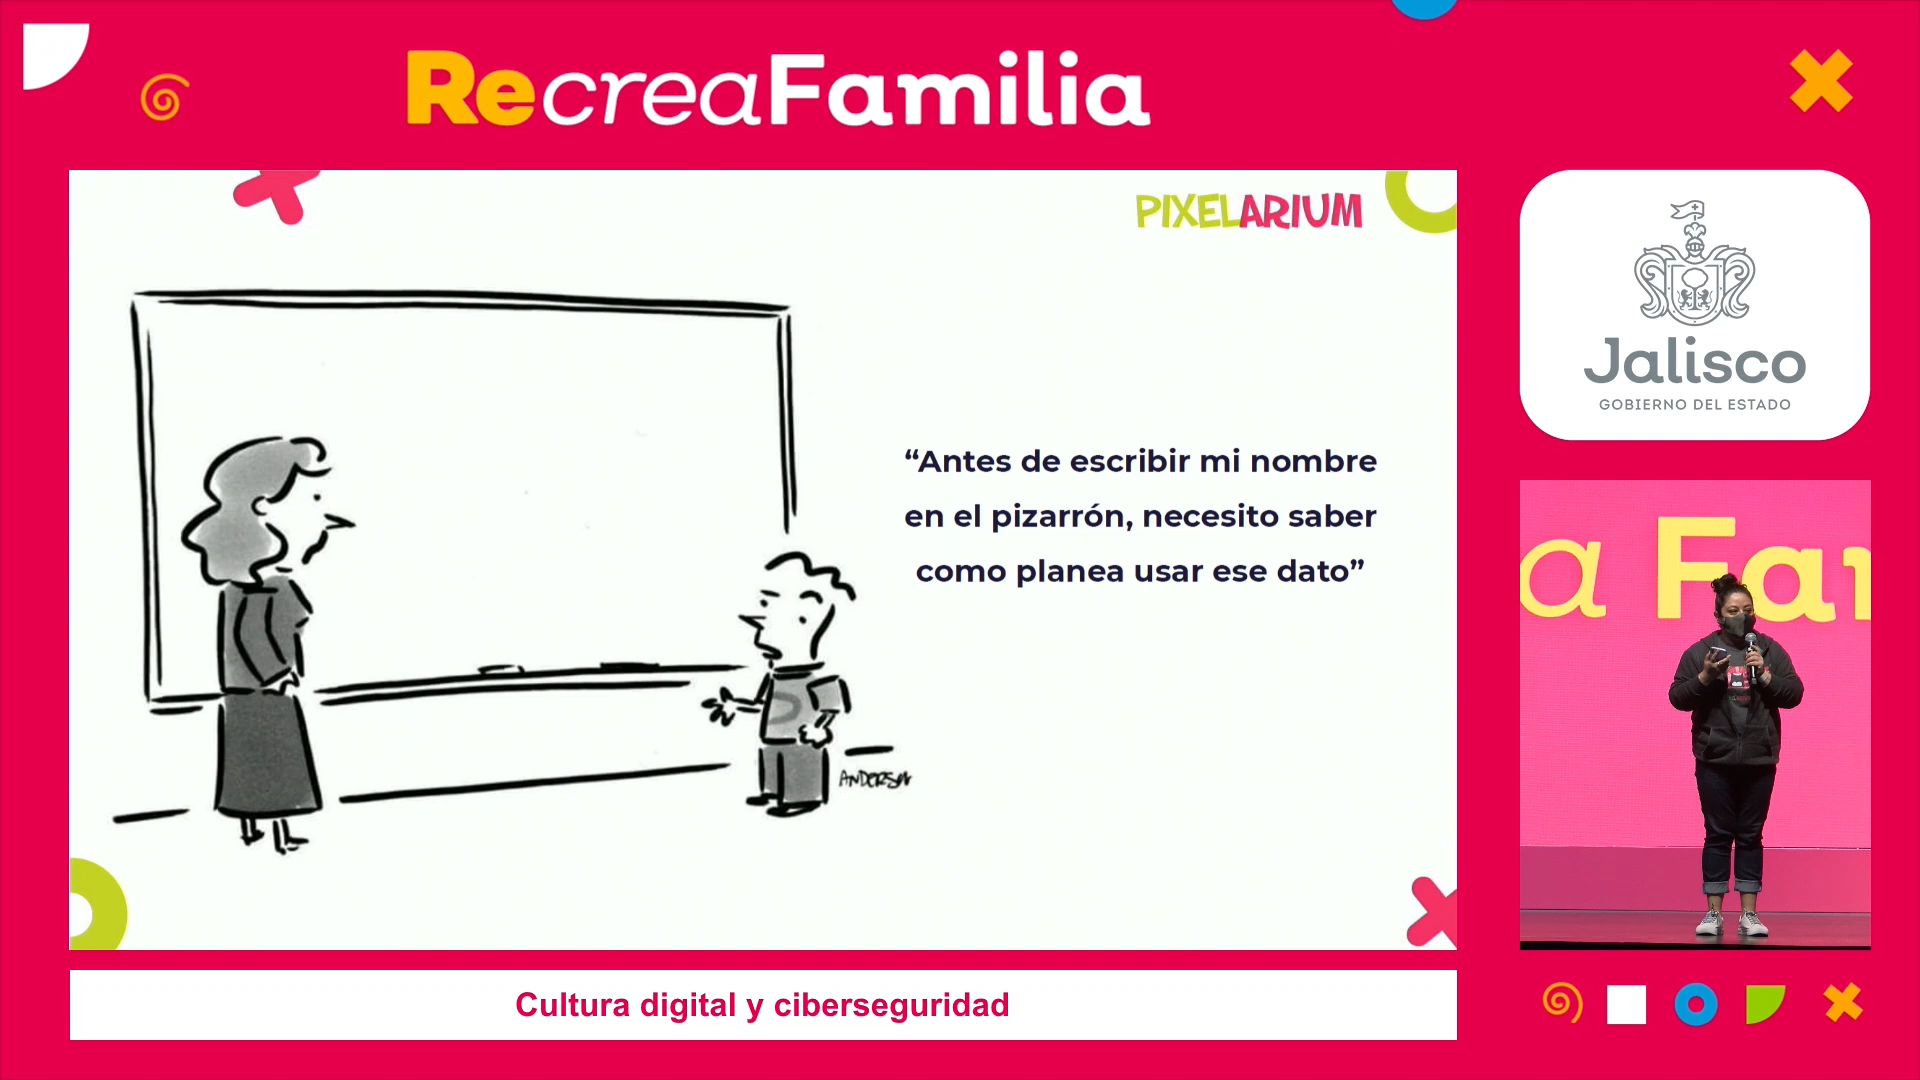 RecreaFamilia
PIXELARIUM
“Antes de escribir mi nombre
en el pizarrón, necesito saber
como planea usar ese dato”
ANDERSON
Jalisco
GOBIERNO DEL ESTADO
a Fa
Cultura digital y ciberseguridad